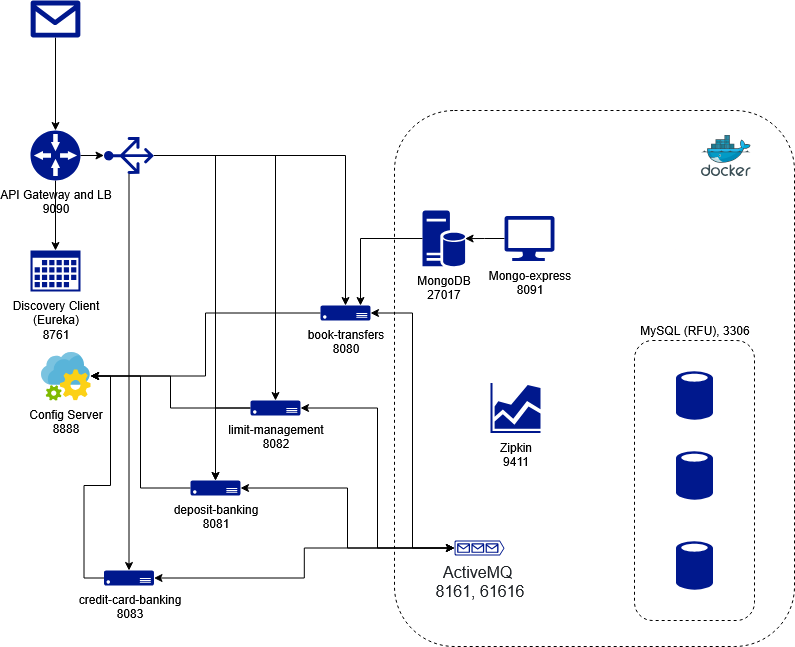 docker
API Gateway and LB
9090
MongoDB
27017
Mongo-express
8091
Discovery Client
(Eureka)
8761
book-transfers
8080
MySQL (RFU), 3306
Config Server
8888
limit-management
8082
Zipkin
9411
deposit-banking
8081
ActiveMQ
8161, 61616
credit-card-banking
8083